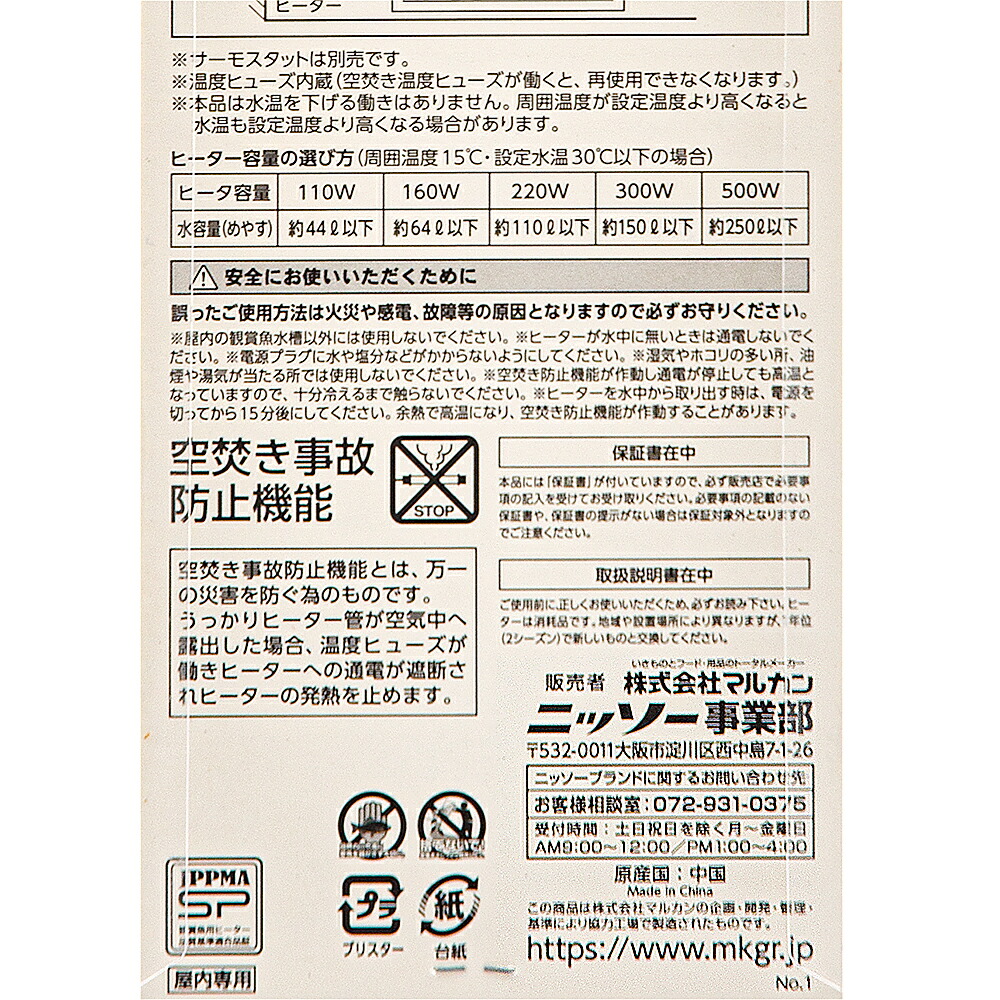 ヒーター
※サーモスタットは別売です。
※温度ヒューズ内蔵(空焚き温度ヒューズが働くと、再使用できなくなります。)
※本品は水温を下げる働きはありません。周囲温度が設定温度より高くなると
水温も設定温度より高くなる場合があります。
ヒーター容量の選び方(周囲温度15℃・設定水温30℃以下の場合)
ヒータ容量 110W 160W 220W 300W 500W
水容量(めやす) 約44ℓ以下 約64ℓ以下 約110ℓ以下 約150ℓ以下 約250ℓ以下
安全にお使いいただくために
誤ったご使用方法は火災や感電、故障等の原因となりますので必ずお守りください。
※屋内の観賞魚水槽以外には使用しないでください。※ヒーターが水中に無いときは通電しないでく
ださい。※電源プラグに水や塩分などがかからないようにしてください。※湿気やホコリの多い所、油
煙や湯気が当たる所では使用しないでください。※空焚き防止機能が作動し通電が停止しても高温と
なっていますので、十分冷えるまで触らないでください。※ヒーターを水中から取り出す時は、電源を
切ってから15分後にしてください。余熱で高温になり、空焚き防止機能が作動することがあります。
空焚き事故
防止機能
STOP
空焚き事故防止機能とは、万一
の災害を防ぐ為のものです。
うっかりヒーター管が空気中へ
露出した場合、温度ヒューズが
働きヒーターへの通電が遮断さ
れヒーターの発熱を止めます。
保証書在中
本品には「保証書」が付いていますので、必ず販売店で必要事
項の記入を受けてお受け取りください。必要事項の記載のない
保証書や、保証書の提示がない場合は保証対象外となりますの
でご注意ください。
取扱説明書在中
ご使用前に、正しくお使いいただくため、必ずお読み下さい。ヒー
ターは消耗品です。地域や設置場所により異なりますが、1年位
(2シーズン)で新しいものと交換してください。
いきものとフード・用品のトータルメーカー
販売者 株式会社マルカン
ニッソー事業部
〒532-0011大阪市淀川区西中島7-1-26
ニッソーブランドに関するお問い合わせ先
お客様相談室:072-931-0375
受付時間:土日祝日を除く月〜金曜日
AM9:00〜12:00/PM1:00〜4:00
原産国:中国
Made in China
この商品は株式会社マルカンの企画・開発・管理・
基準により協力工場で製造されたものです。
https://www.mkgr.jp
No.1
プラ
ブリスター
紙
台紙
JPPMA
SP
観賞魚用ヒーター
品質基準適合品証
屋内専用